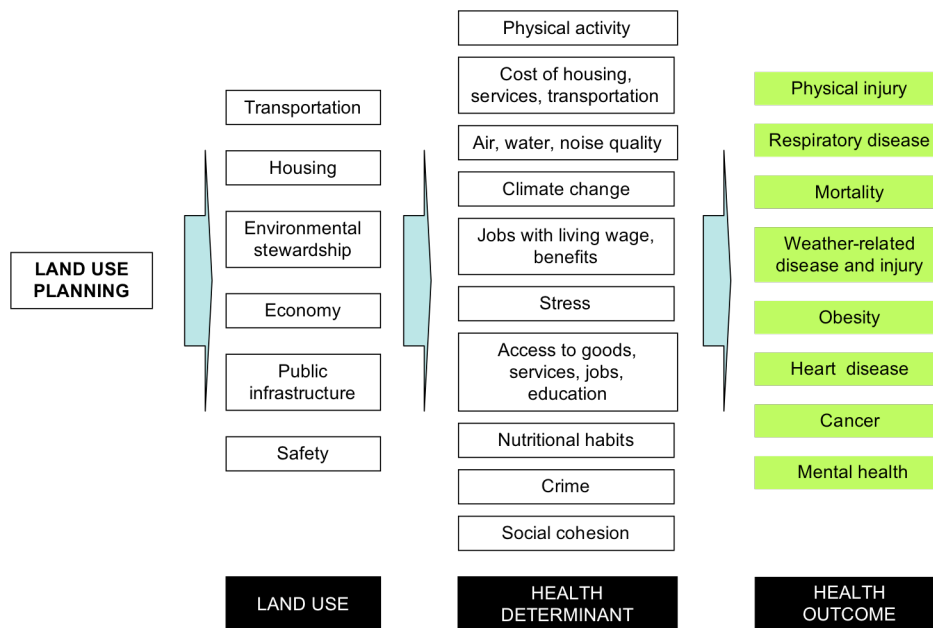 LAND USE
PLANNING
Transportation
Housing
Environmental
stewardship
Economy
Public
infrastructure
Safety
LAND USE
Physical activity
Cost of housing,
services, transportation
Air, water, noise quality
Climate change
Jobs with living wage,
benefits
Stress
Access to goods,
services, jobs,
education
Nutritional habits
Crime
Social cohesion
HEALTH
DETERMINANT
Physical injury
Respiratory disease
Mortality
Weather-related
disease and injury
Obesity
Heart disease
Cancer
Mental health
HEALTH
OUTCOME